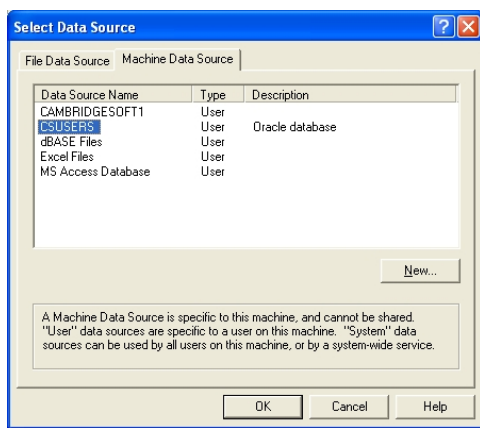 Select Data Source
File Data Source Machine Data Source
Data Source Name Type Description
CAMBRIDGESOFT1 User
CSUSERS User Oracle database
dBASE Files User
Excel Files User
MS Access Database User
New...
A Machine Data Source is specific to this machine, and cannot be shared.
"User" data sources are specific to a user on this machine. "System" data
sources can be used by all users on this machine, or by a system-wide service.
OK Cancel Help